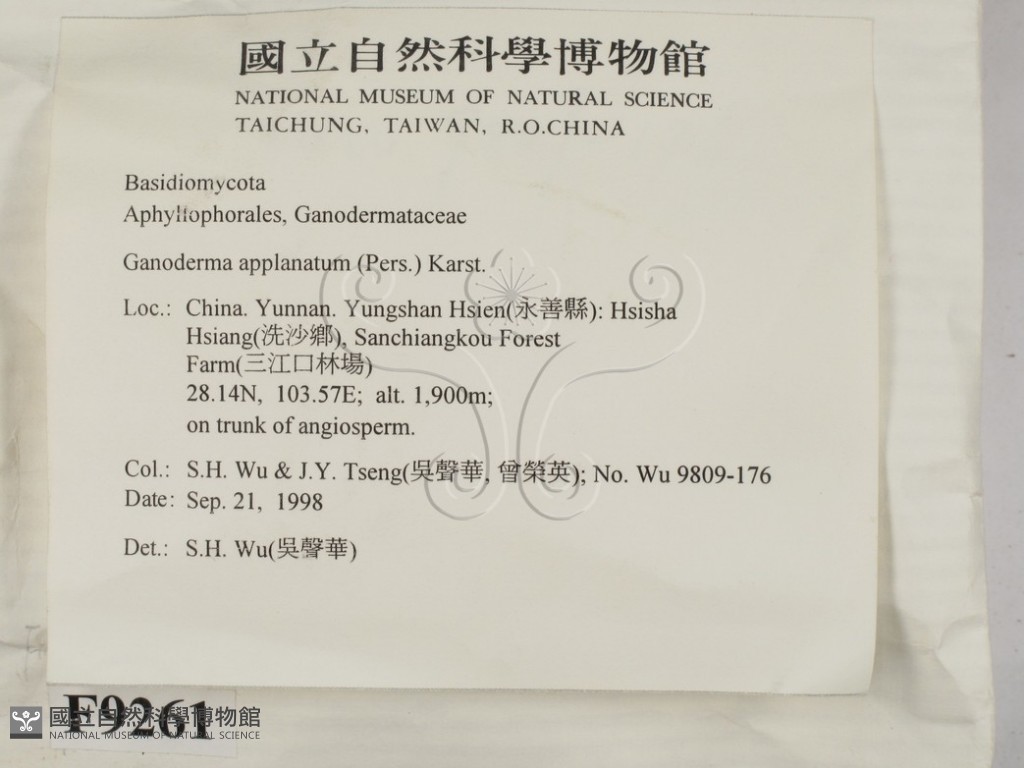 國立自然科學博物館
NATIONAL MUSEUM OF NATURAL SCIENCE
TAICHUNG, TAIWAN, R.O.CHINA
Basidiomycota
Aphyllophorales, Ganodermataceae
Ganoderma applanatum (Pers.) Karst.
Loc.: China. Yunnan. Yungshan Hsien(永善縣): Hsisha
Hsiang(洗沙鄉), Sanchiangkou Forest
Farm(三江口林場)
28.14N, 103.57E; alt. 1,900m;
on trunk of angiosperm.
Col.: S.H. Wu & J.Y. Tseng(吳聲華, 曾榮英); No. Wu 9809-176
Date: Sep. 21, 1998
Det.: S.H. Wu(吳聲華)
F9261
國立自然科學博物館
NATIONAL MUSEUM OF NATURAL SCIENCE